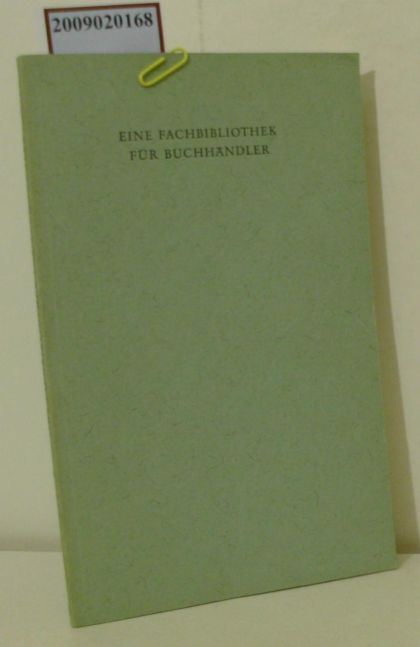 2009020168
EINE FACHBIBLIOTHEK
FÜR BUCHHÄNDLER